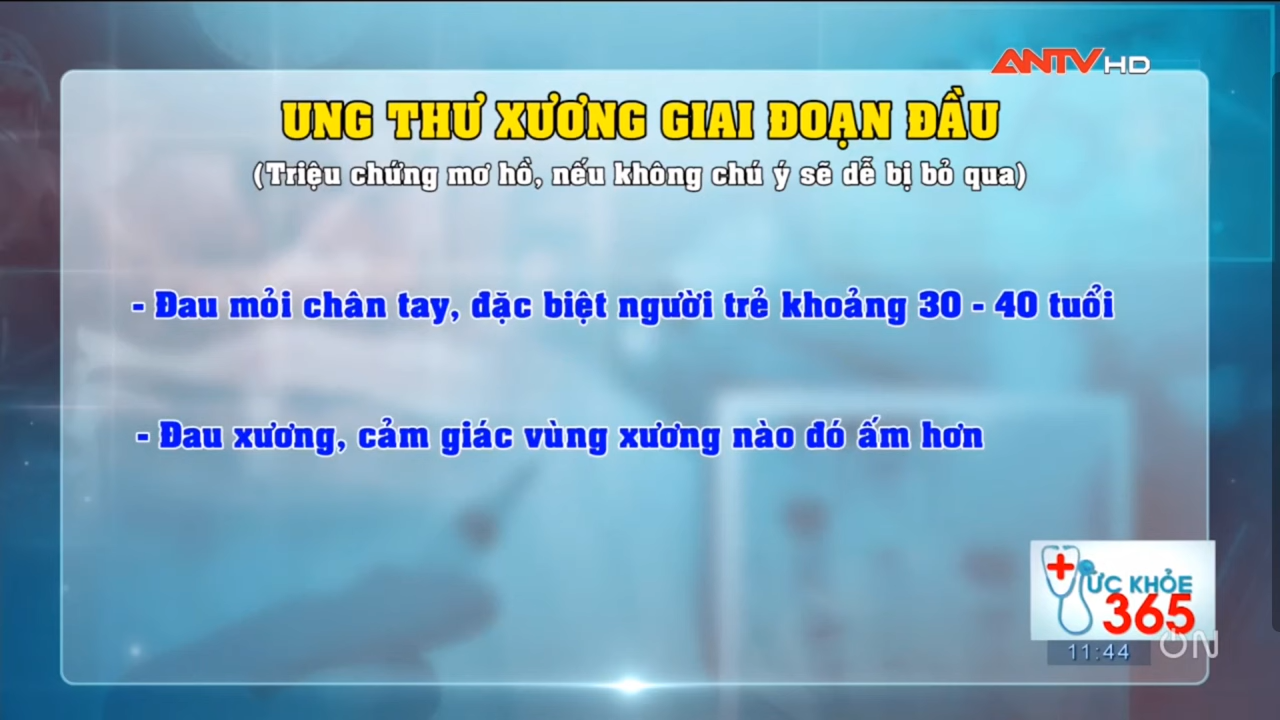 ANTV HD
UNG THƯ XƯƠNG GIAI ĐOẠN ĐẦU
(Triệu chứng mơ hồ, nếu không chú ý sẽ dễ bị bỏ qua)
- Đau mỏi chân tay, đặc biệt người trẻ khoảng 30 - 40 tuổi
- Đau xương, cảm giác vùng xương nào đó ấm hơn
ỨC KHỎE
365
11:44 ON